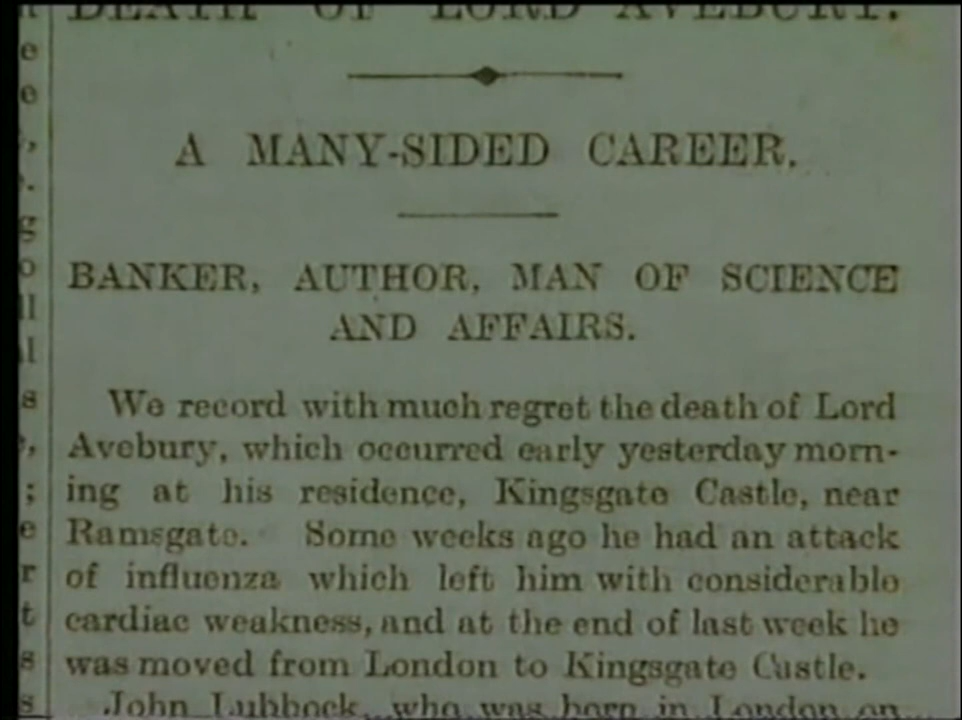 DEATH OF LORD AVEBURY.
A MANY-SIDED CAREER.
BANKER, AUTHOR, MAN OF SCIENCE
AND AFFAIRS.
We record with much regret the death of Lord
Avebury, which occurred early yesterday morn-
ing at his residence, Kingsgate Castle, near
Ramsgate. Some weeks ago he had an attack
of influenza which left him with considerable
cardiac weakness, and at the end of last week he
was moved from London to Kingsgate Castle.
John Lubbock, who was born in London on